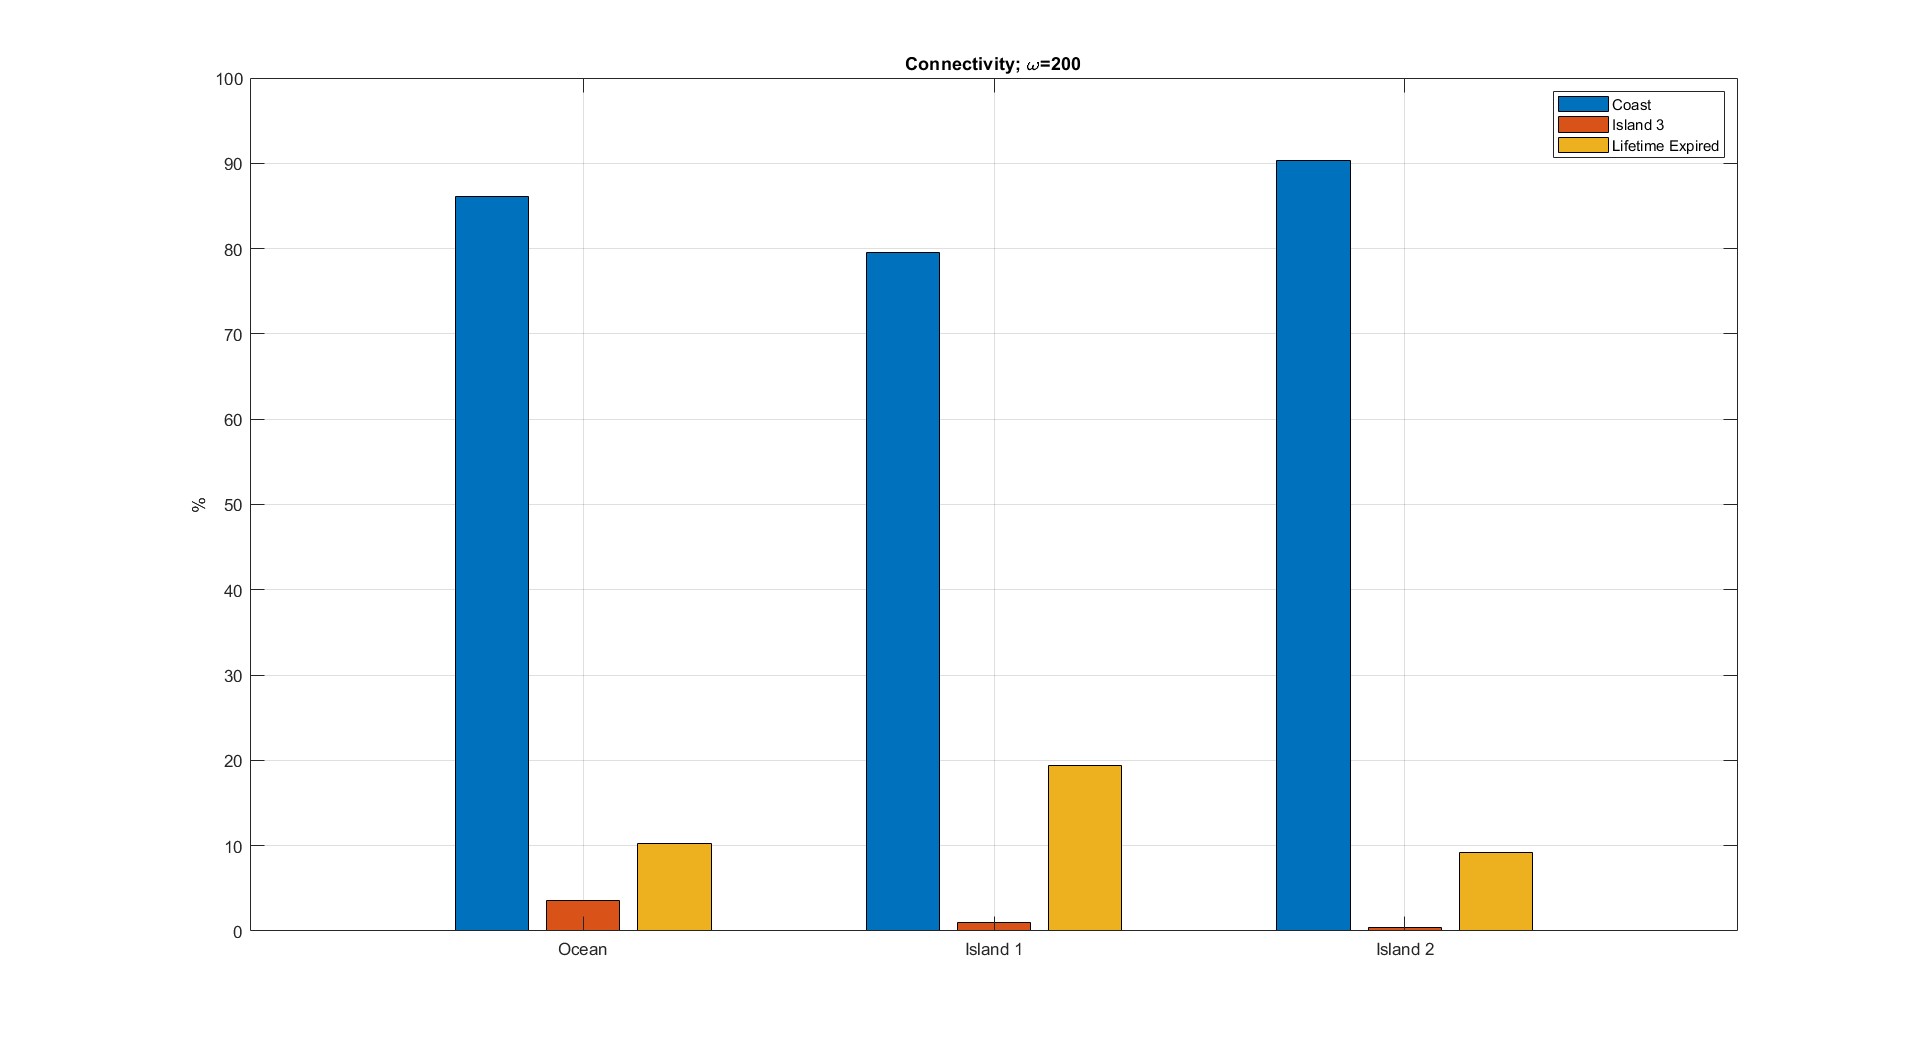 Connectivity; ω=200
Coast
Island 3
Lifetime Expired
100
90
80
70
60
50
40
30
20
10
0
%
Ocean
Island 1
Island 2